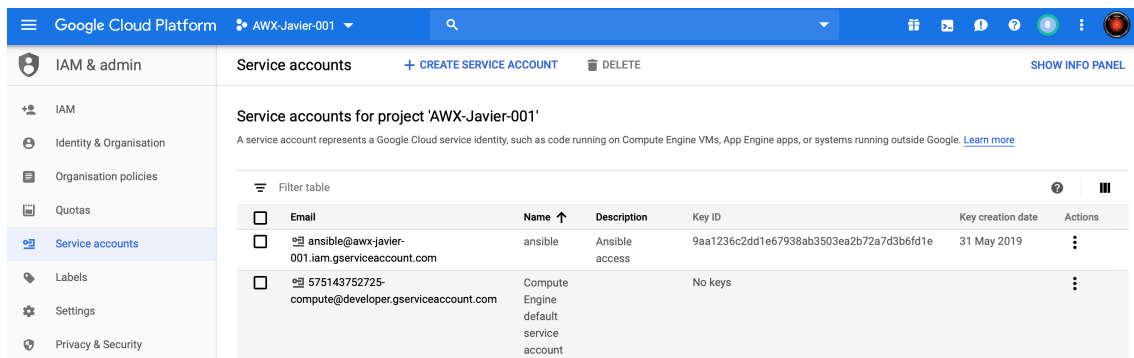 Google Cloud Platform
AWX-Javier-001
8
IAM & admin
Service accounts
+ CREATE SERVICE ACCOUNT
DELETE
SHOW INFO PANEL
IAM
Identity & Organisation
Organisation policies
Quotas
Service accounts
Labels
Settings
Privacy & Security
Service accounts for project 'AWX-Javier-001'
A service account represents a Google Cloud service identity, such as code running on Compute Engine VMs, App Engine apps, or systems running outside Google. Learn more
Filter table
Email Name Description Key ID Key creation date Actions
ansible@awx-javier- ansible Ansible 9aa1236c2dd1e67938ab3503ea2b72a7d3b6fd1e 31 May 2019
001.iam.gserviceaccount.com access
575143752725- Compute No keys
compute@developer.gserviceaccount.com Engine
default
service
account